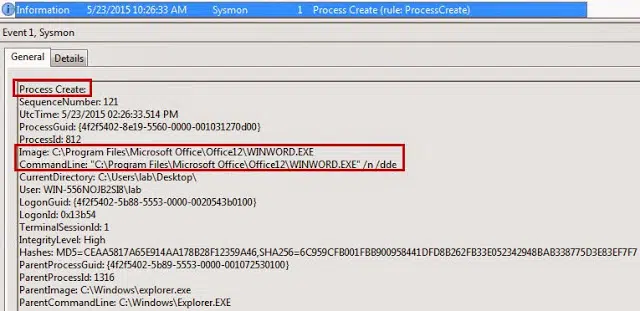 Information 5/23/2015 10:26:33 AM Sysmon 1 Process Create (rule: ProcessCreate)
Event 1, Sysmon
General Details
Process Create:
SequenceNumber: 121
UtcTime: 5/23/2015 02:26:33.514 PM
ProcessGuid: {4f2f5402-8e19-5560-0000-001031270d00}
ProcessId: 812
Image: C:\Program Files\Microsoft Office\Office12\WINWORD.EXE
CommandLine: "C:\Program Files\Microsoft Office\Office12\WINWORD.EXE" /n /dde
CurrentDirectory: C:\Users\lab\Desktop\
User: WIN-556NOJB2SI8\lab
LogonGuid: {4f2f5402-5b88-5553-0000-0020543b0100}
LogonId: 0x13b54
TerminalSessionId: 1
IntegrityLevel: High
Hashes: MD5=CEAA5817A65E914AA178B28F12359A46,SHA256=6C959CFB001FBB900958441DFD8B262FB33E052342948BAB338775D3E83EF7F7
ParentProcessGuid: {4f2f5402-5b89-5553-0000-001072530100}
ParentProcessId: 1316
ParentImage: C:\Windows\explorer.exe
ParentCommandLine: C:\Windows\Explorer.EXE